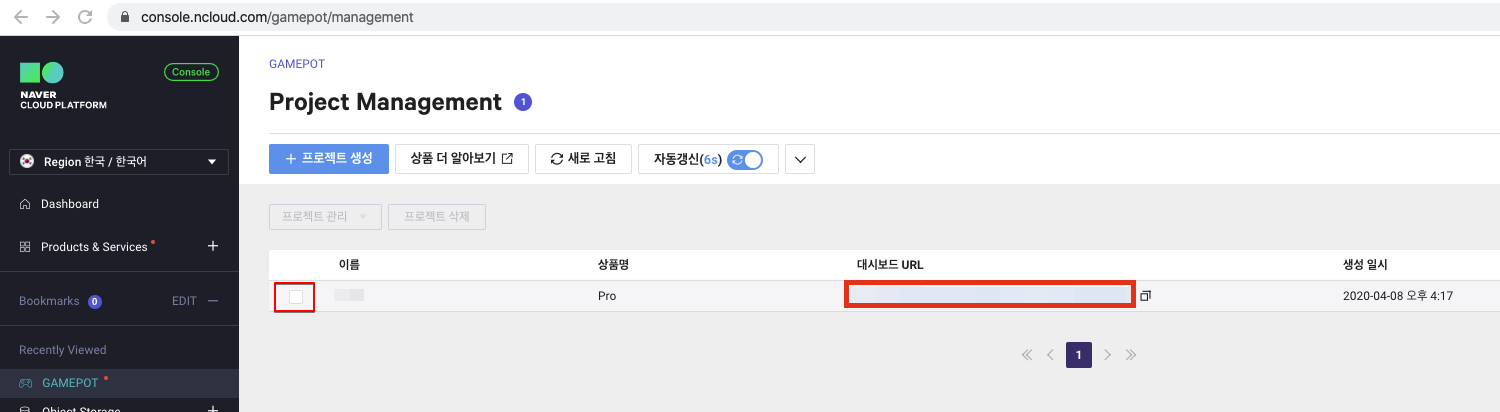 console.ncloud.com/gamepot/management
NAVER
CLOUD PLATFORM
Console
Region 한국 / 한국어
Dashboard
Products & Services
Bookmarks 0 EDIT
Recently Viewed
GAMEPOT
Object Storage
GAMEPOT
Project Management 1
+ 프로젝트 생성 상품 더 알아보기 새로 고침 자동갱신(6s)
프로젝트 관리 프로젝트 삭제
이름 상품명 대시보드 URL 생성 일시
Pro 2020-04-08 오후 4:17
1